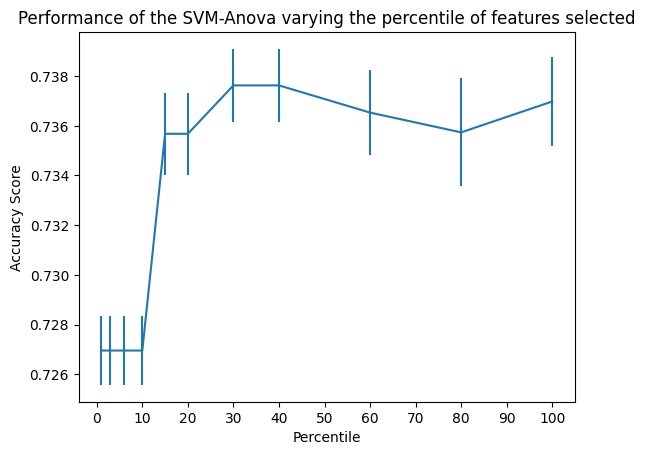 Performance of the SVM-Anova varying the percentile of features selected
0.738
0.736
0.734
0.732
0.730
0.728
0.726
Accuracy Score
0 10 20 30 40 50 60 70 80 90 100
Percentile